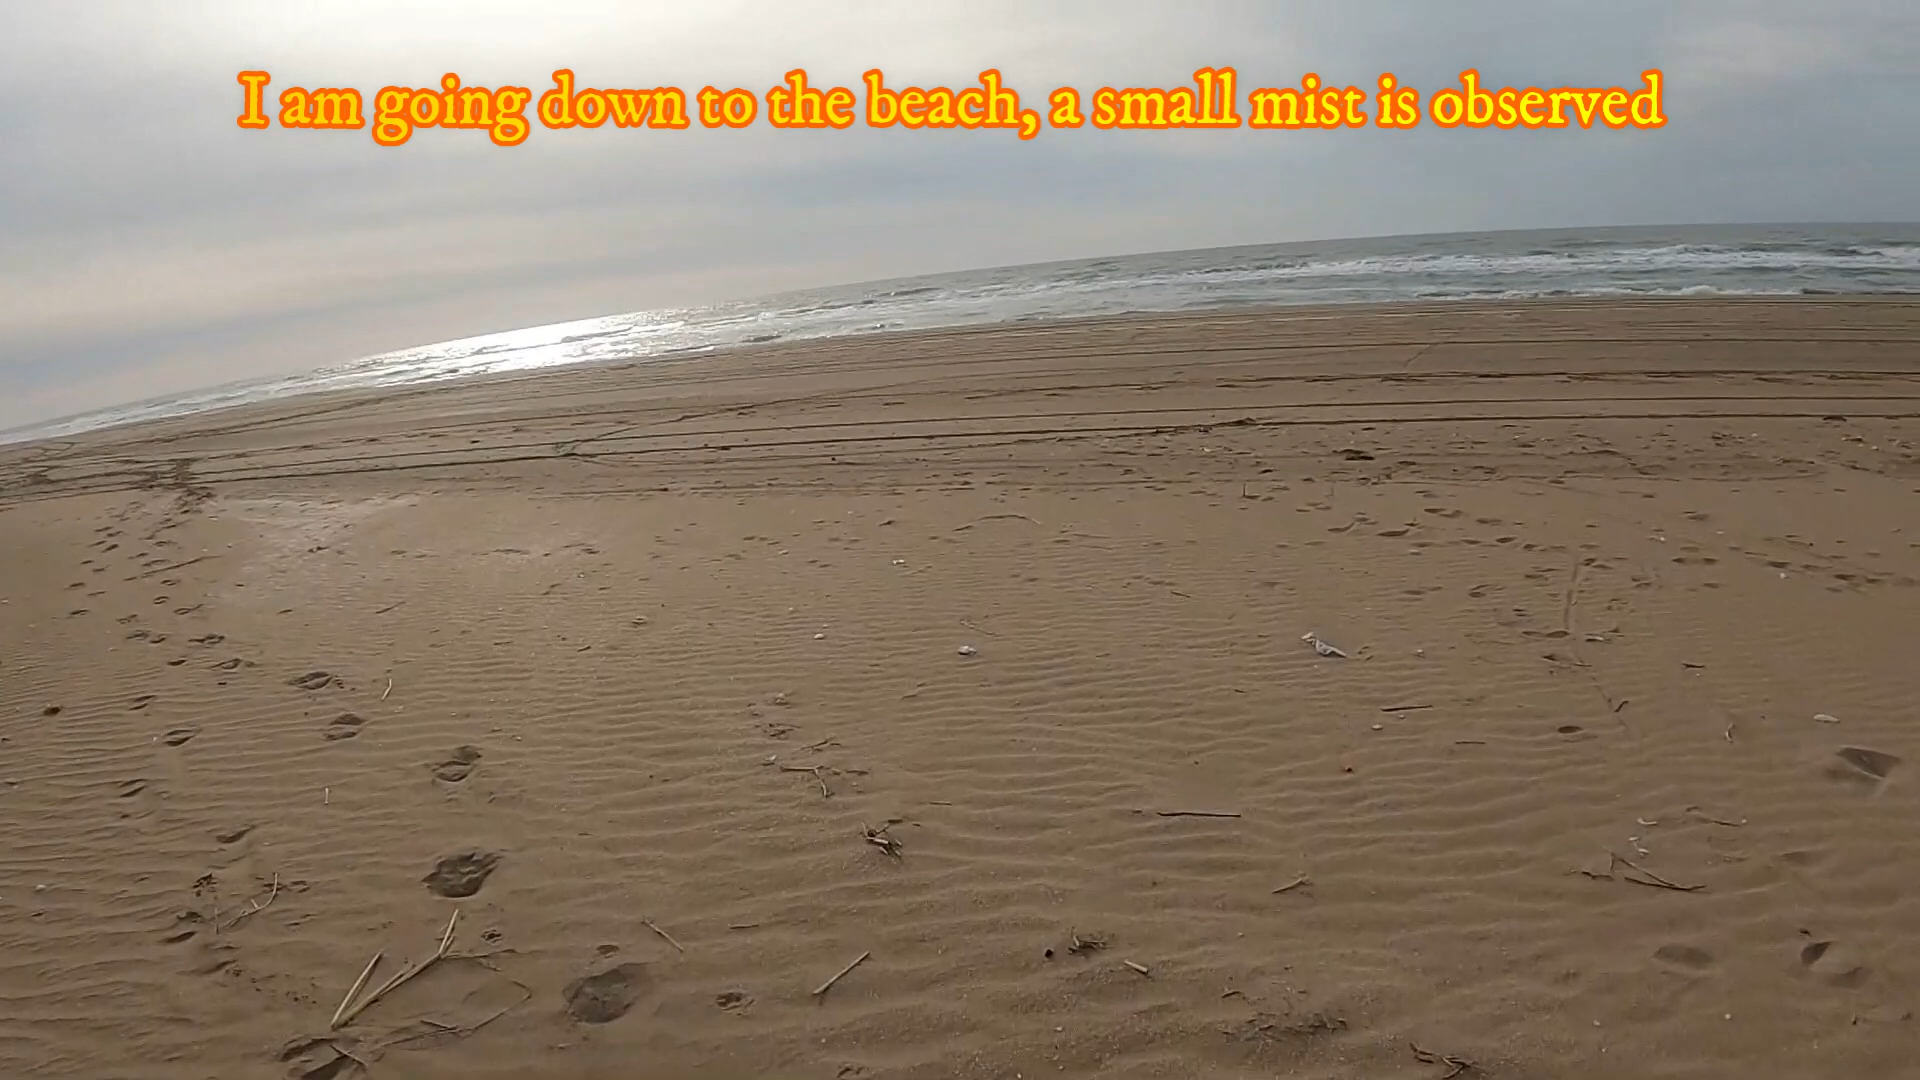 I am going down to the beach, a small mist is observed